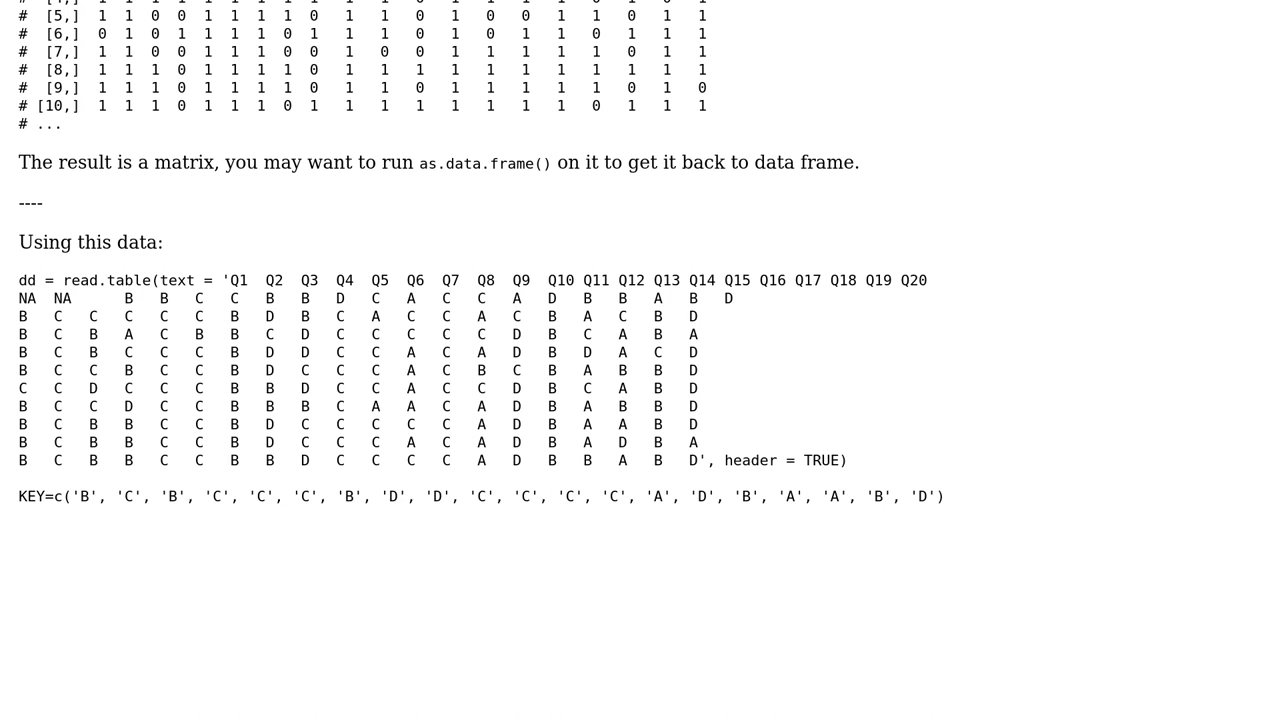 # [5,] 1 1 0 0 1 1 1 1 0 1 1 0 1 0 0 1 1 0 1 1
# [6,] 0 1 0 1 1 1 1 0 1 1 1 0 1 0 1 1 0 1 1 1
# [7,] 1 1 0 0 1 1 1 0 0 1 0 0 1 1 1 1 1 0 1 1
# [8,] 1 1 1 0 1 1 1 1 0 1 1 1 1 1 1 1 1 1 1 1
# [9,] 1 1 1 0 1 1 1 1 0 1 1 0 1 1 1 1 1 0 1 0
# [10,] 1 1 1 0 1 1 1 0 1 1 1 1 1 1 1 1 0 1 1 1
# ...
The result is a matrix, you may want to run as.data.frame() on it to get it back to data frame.
----
Using this data:
dd = read.table(text = 'Q1 Q2 Q3 Q4 Q5 Q6 Q7 Q8 Q9 Q10 Q11 Q12 Q13 Q14 Q15 Q16 Q17 Q18 Q19 Q20
NA NA B B C C B B D C A C C A D B B A B D
B C C C C C B D B C A C C A C B A C B D
B C B A C B B C D C C C C C D B C A B A
B C B C C C B D D C C A C A D B D A C D
B C C B C C B D C C C A C B C B A B B D
C C D C C C B B D C C A C C D B C A B D
B C C D C C B B B C A A C A D B A B B D
B C B B C C B D C C C C C A D B A A B D
B C B B C C B D C C C A C A D B A D B A
B C B B C C B B D C C C C A D B B A B D', header = TRUE)
KEY=c('B', 'C', 'B', 'C', 'C', 'C', 'B', 'D', 'D', 'C', 'C', 'C', 'C', 'A', 'D', 'B', 'A', 'A', 'B', 'D')